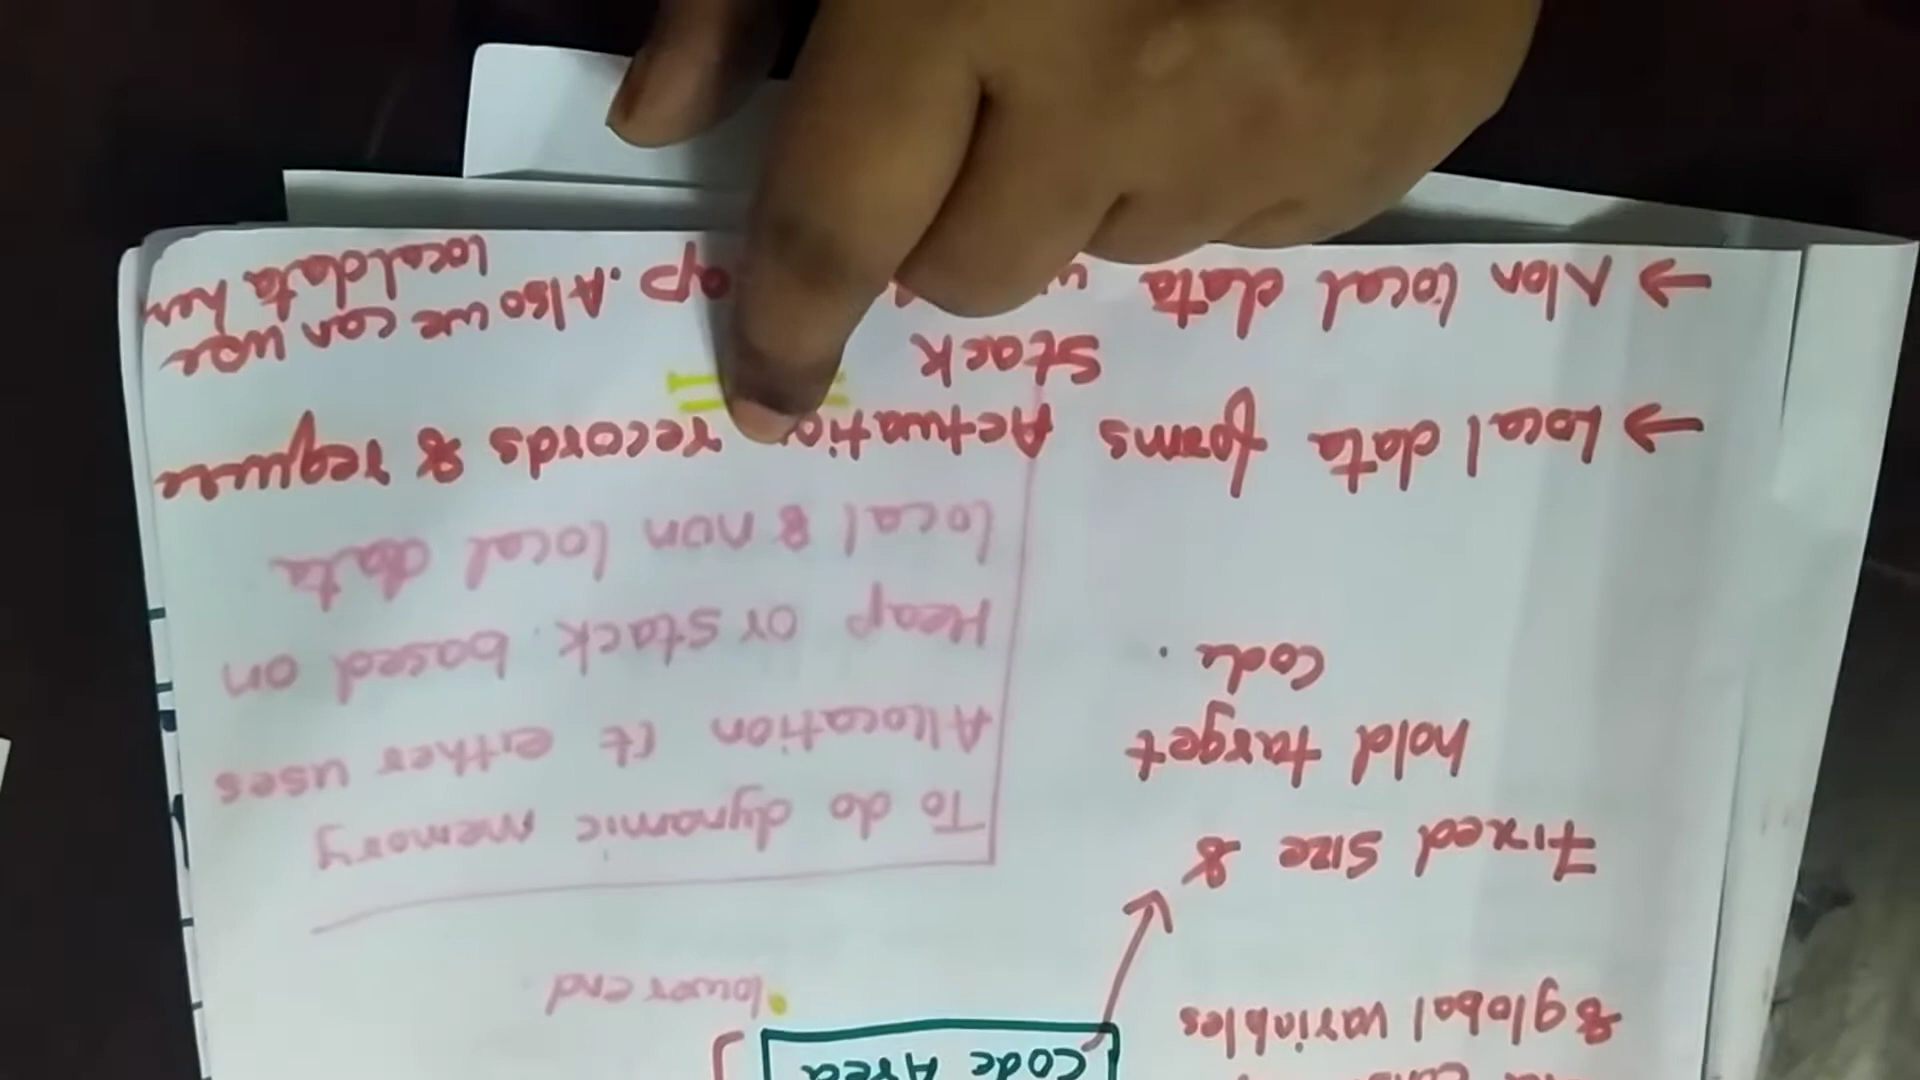 Code Area
& global variables
lower end
Fixed size &
hold target
code.
To do dynamic memory
Allocation it either uses
Heap or stack based on
local & non local data
→ Local data forms Activation records & require
stack
→ Non local data Also we can use
local data